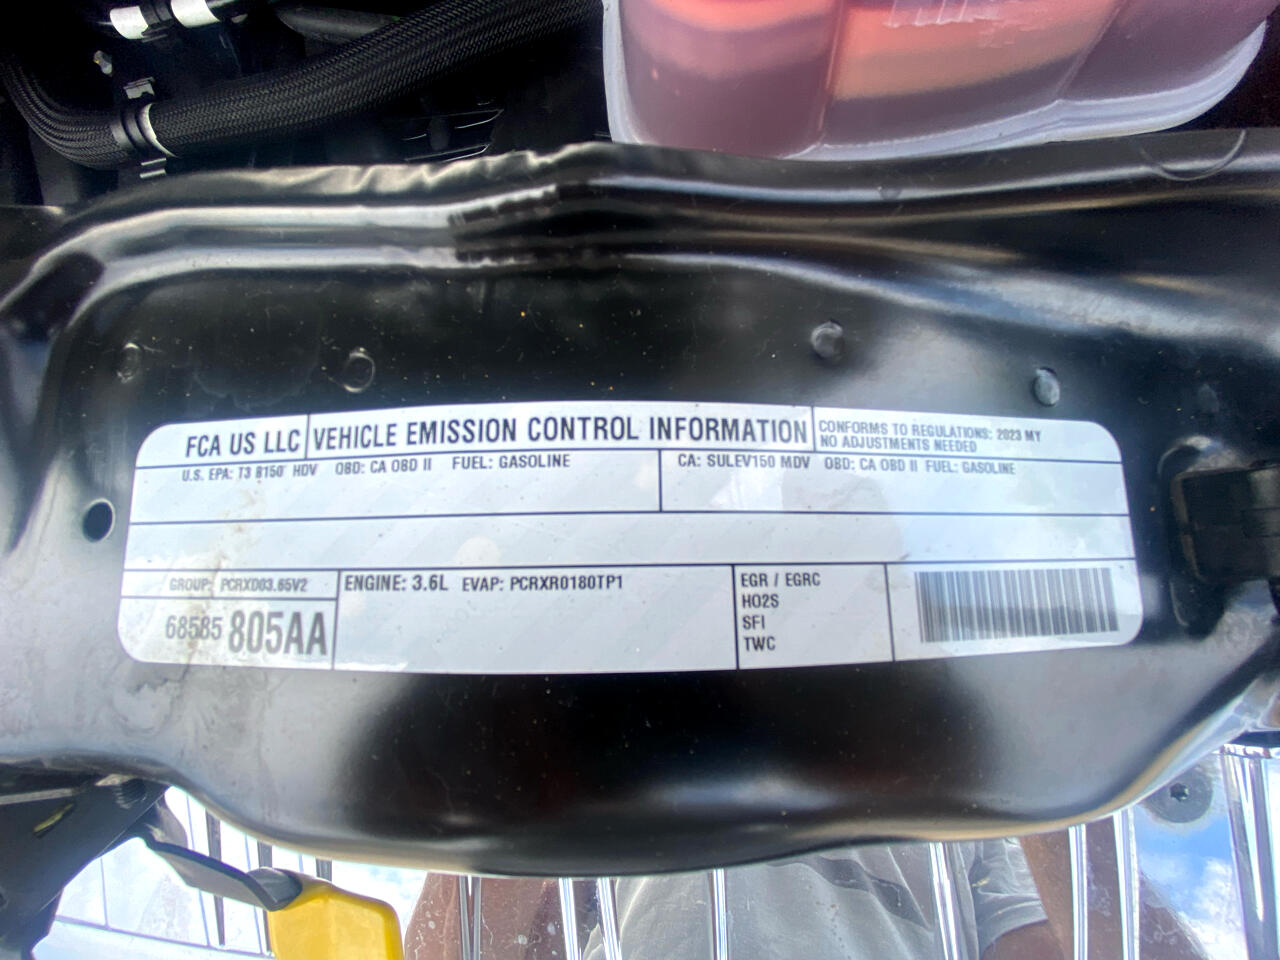 FCA US LLC VEHICLE EMISSION CONTROL INFORMATION
CONFORMS TO REGULATIONS: 2023 MY
NO ADJUSTMENTS NEEDED
U.S. EPA: T3 B150 HDV OBD: CA OBD II FUEL: GASOLINE
CA: SULEV150 MDV OBD: CA OBD II FUEL: GASOLINE
GROUP: PCRXD03.65V2
68585805AA
ENGINE: 3.6L EVAP: PCRXR0180TP1
EGR / EGRC
HO2S
SFI
TWC